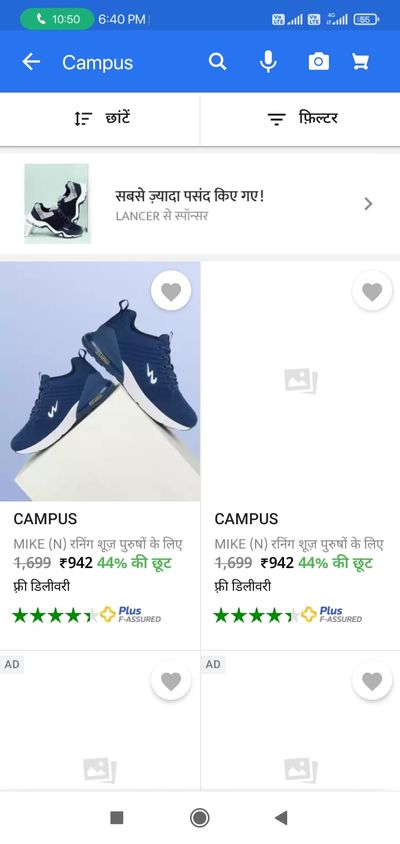 10:50 6:40 PM
4G
55
Campus
छांटें
फ़िल्टर
सबसे ज़्यादा पसंद किए गए!
LANCER से स्पॉन्सर
CAMPUS
MIKE (N) रनिंग शूज़ पुरुषों के लिए
1,699 ₹942 44% की छूट
फ़्री डिलीवरी
Plus
F-ASSURED
CAMPUS
MIKE (N) रनिंग शूज़ पुरुषों के लिए
1,699 ₹942 44% की छूट
फ़्री डिलीवरी
Plus
F-ASSURED
AD
AD